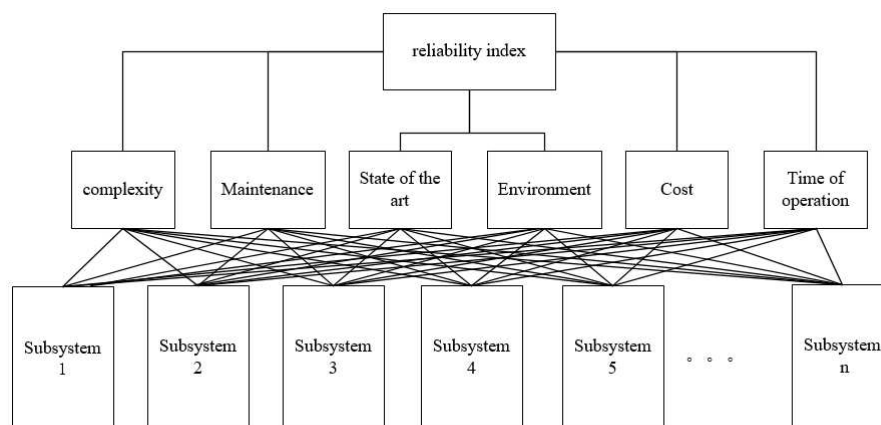 reliability index
complexity
Maintenance
State of the
art
Environment
Cost
Time of
operation
Subsystem
1
Subsystem
2
Subsystem
3
Subsystem
4
Subsystem
5
。。。
Subsystem
n